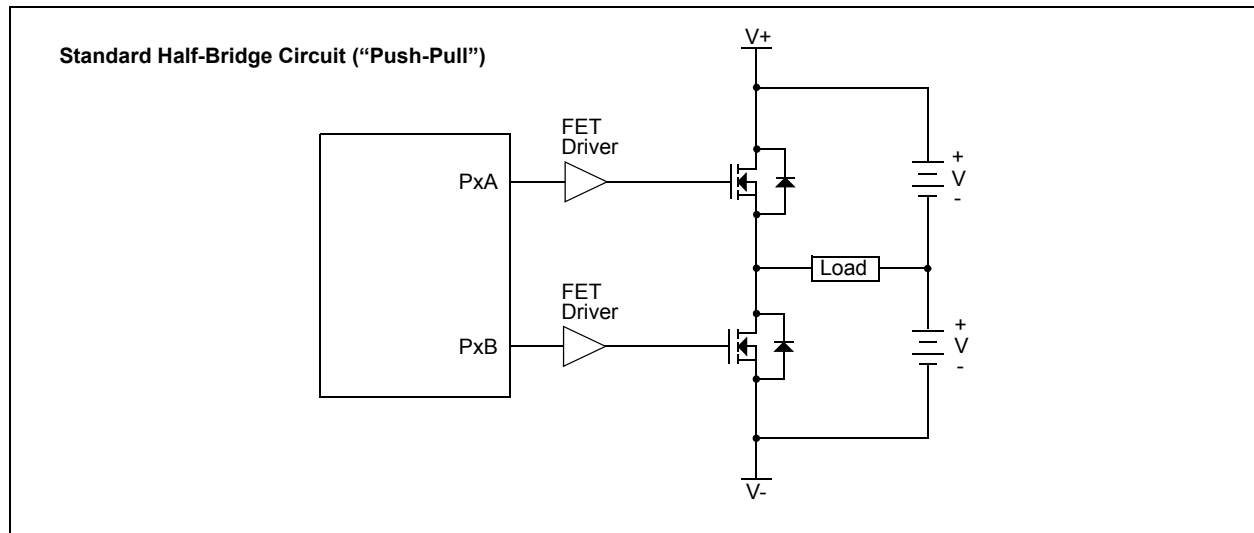 Standard Half-Bridge Circuit (“Push-Pull”)
V+
FET
Driver
PxA
+
V
-
Load
FET
Driver
PxB
+
V
-
V-